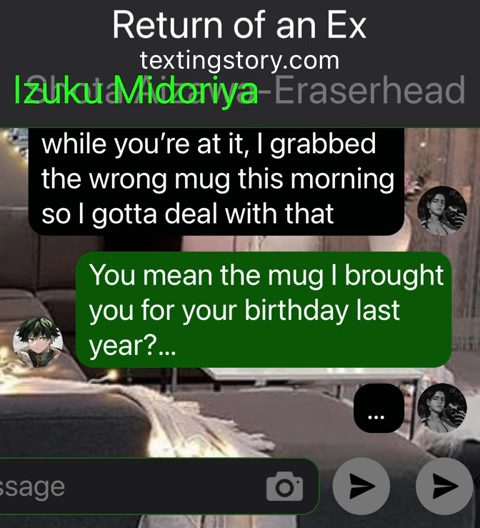 Return of an Ex
textingstory.com
Izuku Midoriya
-Eraserhead
while you're at it, I grabbed
the wrong mug this morning
so I gotta deal with that
You mean the mug I brought
you for your birthday last
year?...
...
ssage